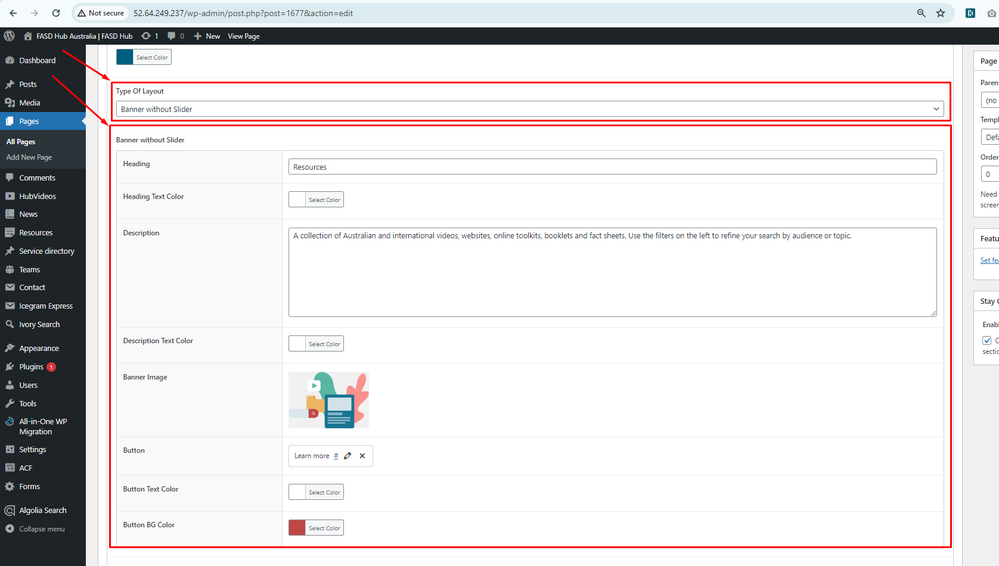 Not secure 52.64.249.237/wp-admin/post.php?post=1677&action=edit
FASD Hub Australia | FASD Hub 1 0 New View Page
Dashboard
Posts
Media
Pages
All Pages
Add New Page
Comments
HubVideos
News
Resources
Service directory
Teams
Contact
Icegram Express
Ivory Search
Appearance
Plugins 1
Users
Tools
All-in-One WP
Migration
Settings
ACF
Forms
Algolia Search
Collapse menu
Select Color
Type Of Layout
Banner without Slider
Banner without Slider
Heading
Resources
Heading Text Color
Select Color
Description
A collection of Australian and international videos, websites, online toolkits, booklets and fact sheets. Use the filters on the left to refine your search by audience or topic.
Description Text Color
Select Color
Banner Image
Button
Learn more #
Button Text Color
Select Color
Button BG Color
Select Color
Page
Paren
(no
Templ
Defa
Order
0
Need
screen
Featu
Set fea
Stay C
Enabl
C
sectio